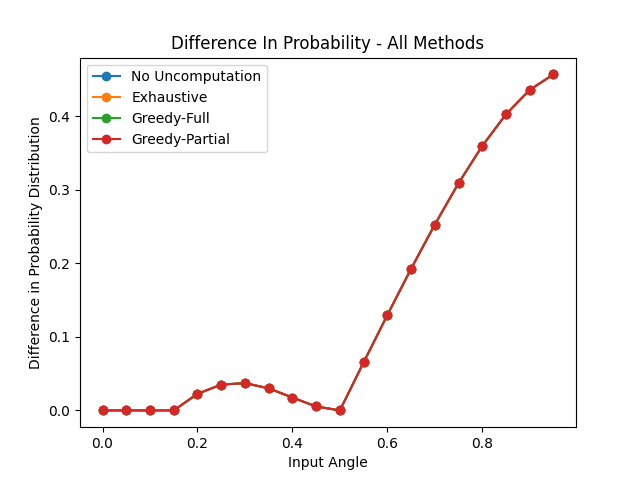 Difference In Probability - All Methods
No Uncomputation
Exhaustive
Greedy-Full
Greedy-Partial
Difference in Probability Distribution
0.4
0.3
0.2
0.1
0.0
0.0 0.2 0.4 0.6 0.8
Input Angle